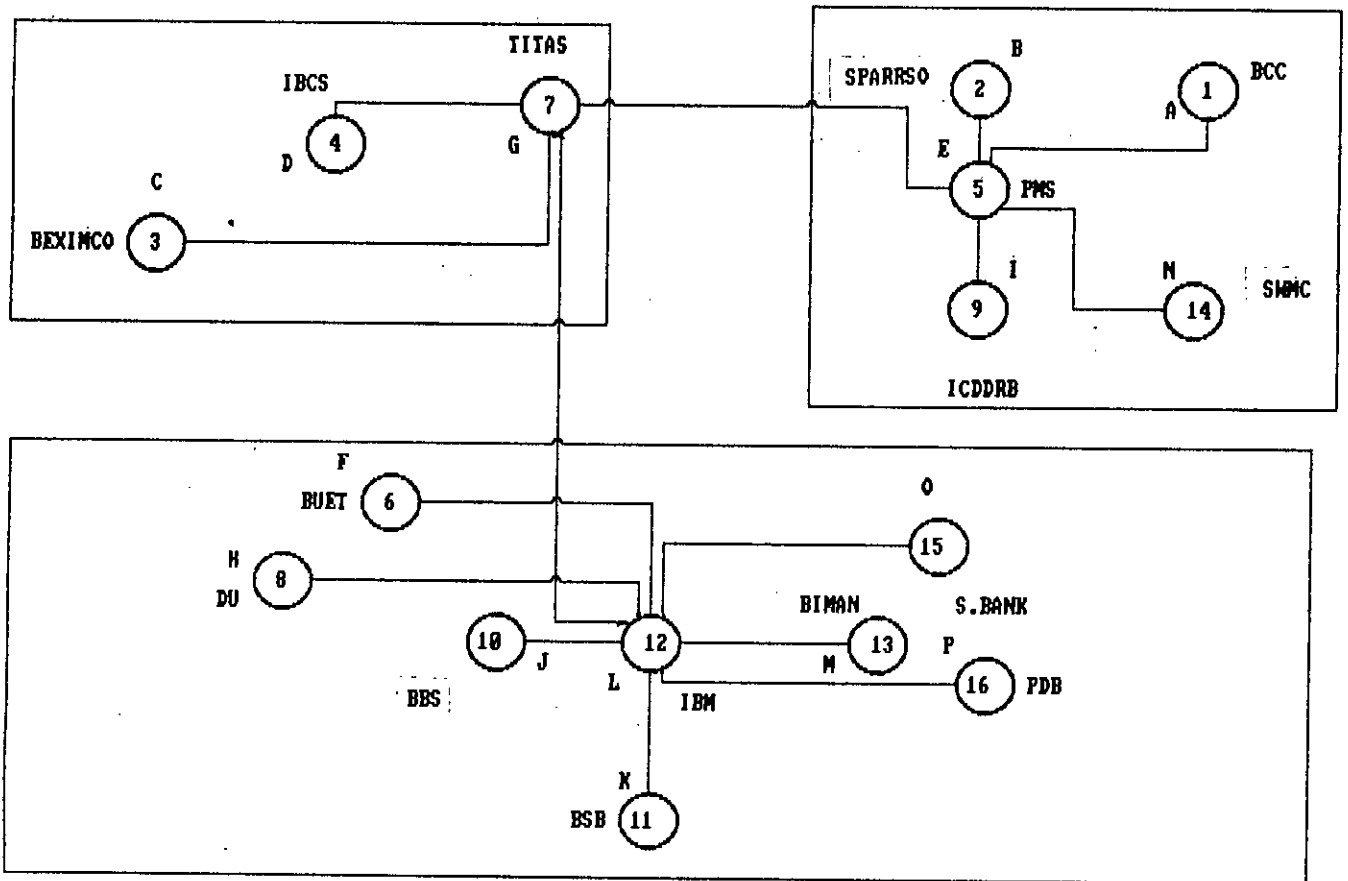 TITAS
IBCS
7
4
D
G
C
BEXIMCO
3
B
SPARRSO
2
BCC
1
A
E
5
PMS
I
9
N
14
SWMC
ICDDRB
F
BUET
6
O
15
H
8
DU
BIMAN
S.BANK
10
J
12
13
M
P
L
IBM
16
PDB
BBS
K
BSB
11